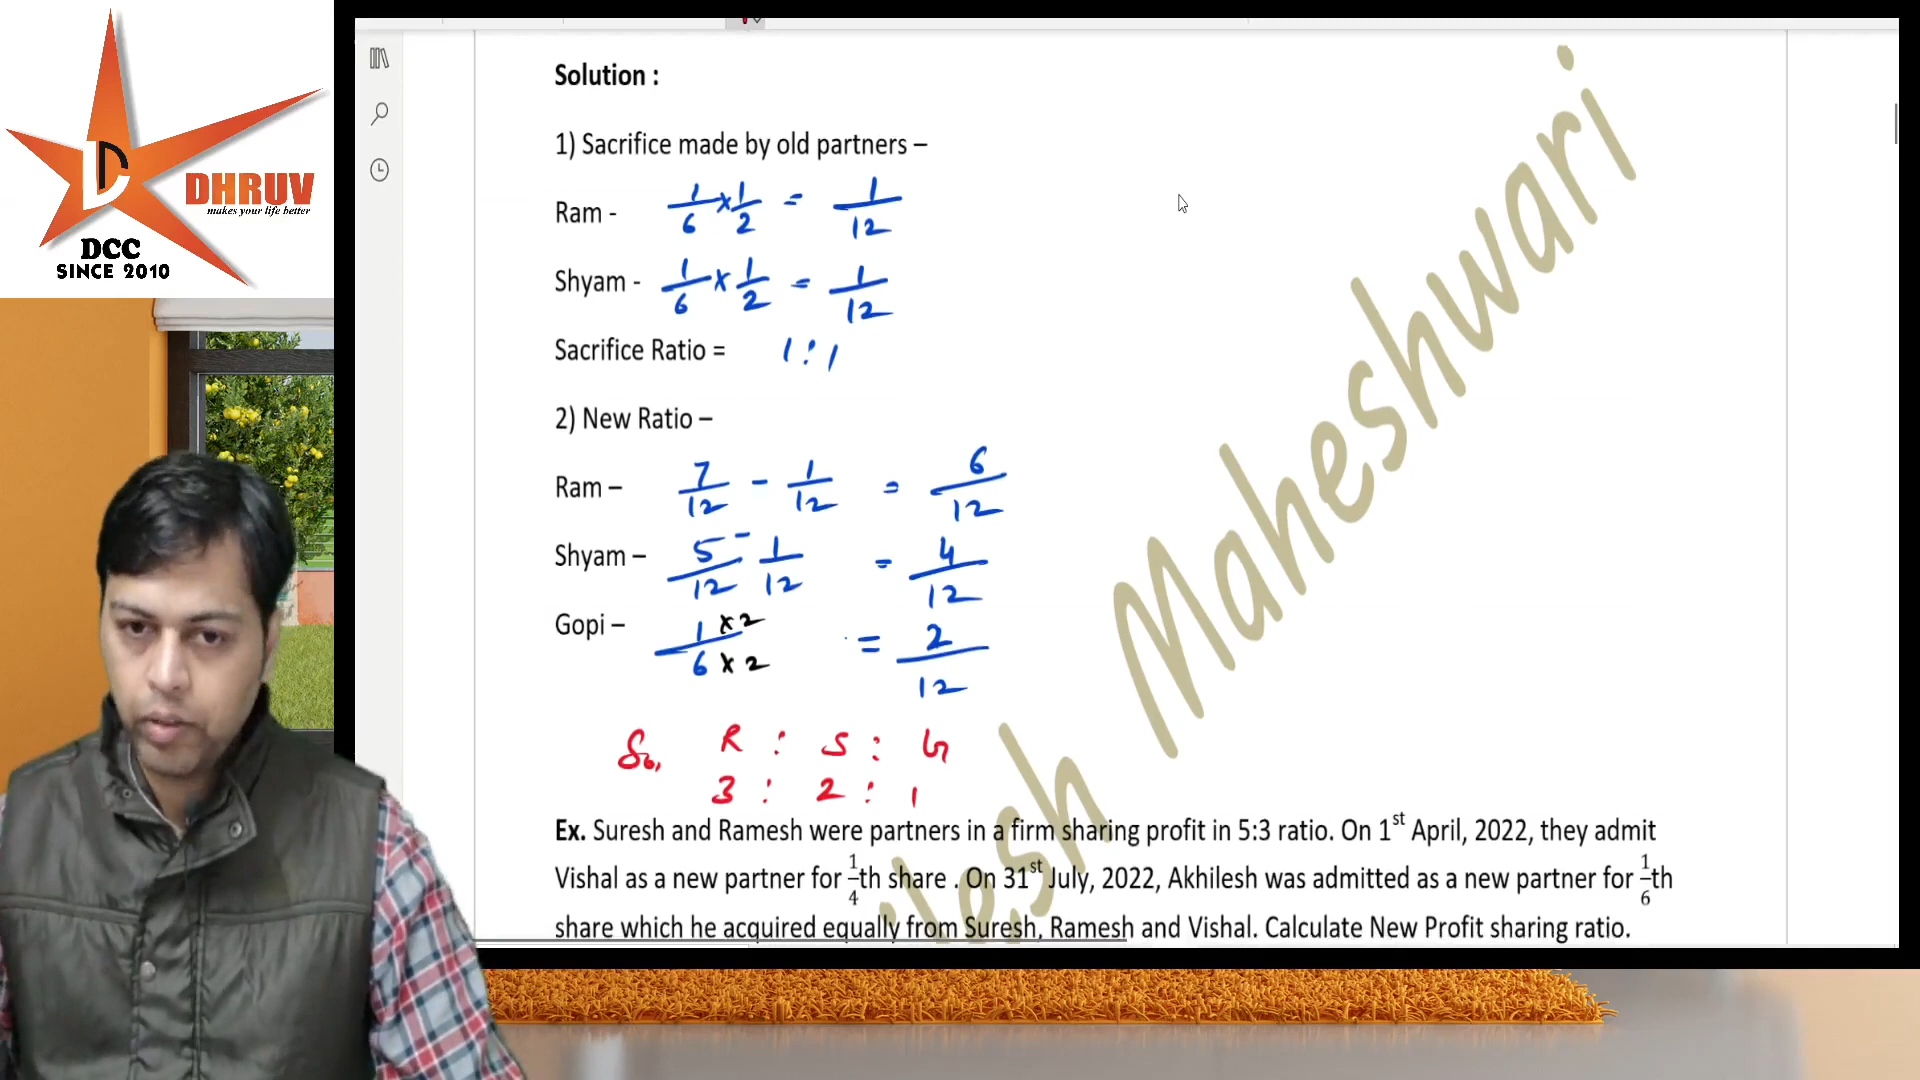 DHRUV
makes your life better
DCC
SINCE 2010
Solution :
1) Sacrifice made by old partners –
Ram - 1/6 × 1/2 = 1/12
Shyam - 1/6 × 1/2 = 1/12
Sacrifice Ratio = 1 : 1
2) New Ratio –
Ram – 7/12 - 1/12 = 6/12
Shyam – 5/12 - 1/12 = 4/12
Gopi – 1 × 2/6 × 2 = 2/12
So, R : S : G
3 : 2 : 1
Ex. Suresh and Ramesh were partners in a firm sharing profit in 5:3 ratio. On 1st April, 2022, they admit
Vishal as a new partner for 1/4th share . On 31st July, 2022, Akhilesh was admitted as a new partner for 1/6th
share which he acquired equally from Suresh, Ramesh and Vishal. Calculate New Profit sharing ratio.
ilesh Maheshwari